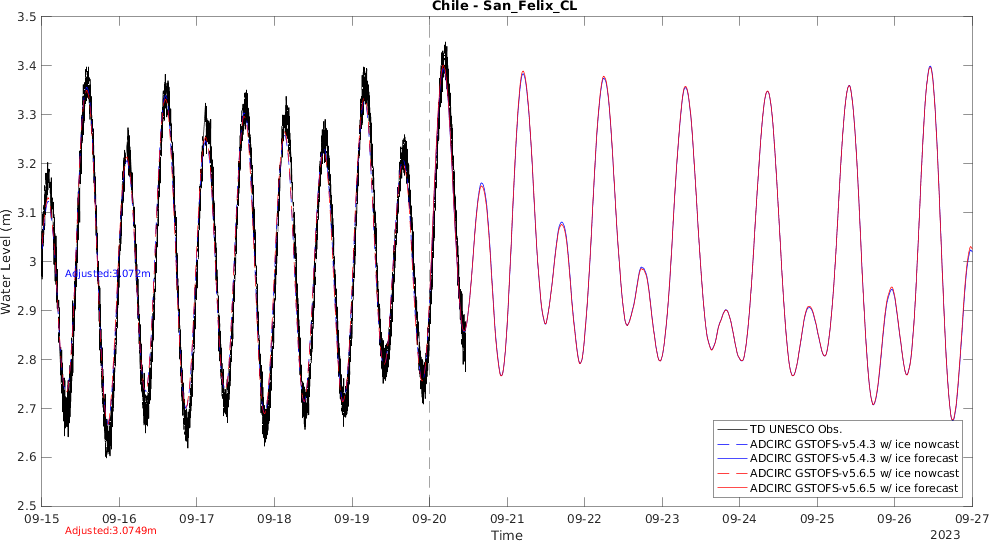 Chile - San_Felix_CL
3.5
3.4
3.3
3.2
3.1
3
2.9
2.8
2.7
2.6
2.5
Water Level (m)
Adjusted:3.072m
TD UNESCO Obs.
ADCIRC GSTOFS-v5.4.3 w/ ice nowcast
ADCIRC GSTOFS-v5.4.3 w/ ice forecast
ADCIRC GSTOFS-v5.6.5 w/ ice nowcast
ADCIRC GSTOFS-v5.6.5 w/ ice forecast
09-15 09-16 09-17 09-18 09-19 09-20 09-21 09-22 09-23 09-24 09-25 09-26 09-27
Adjusted:3.0749m
Time
2023